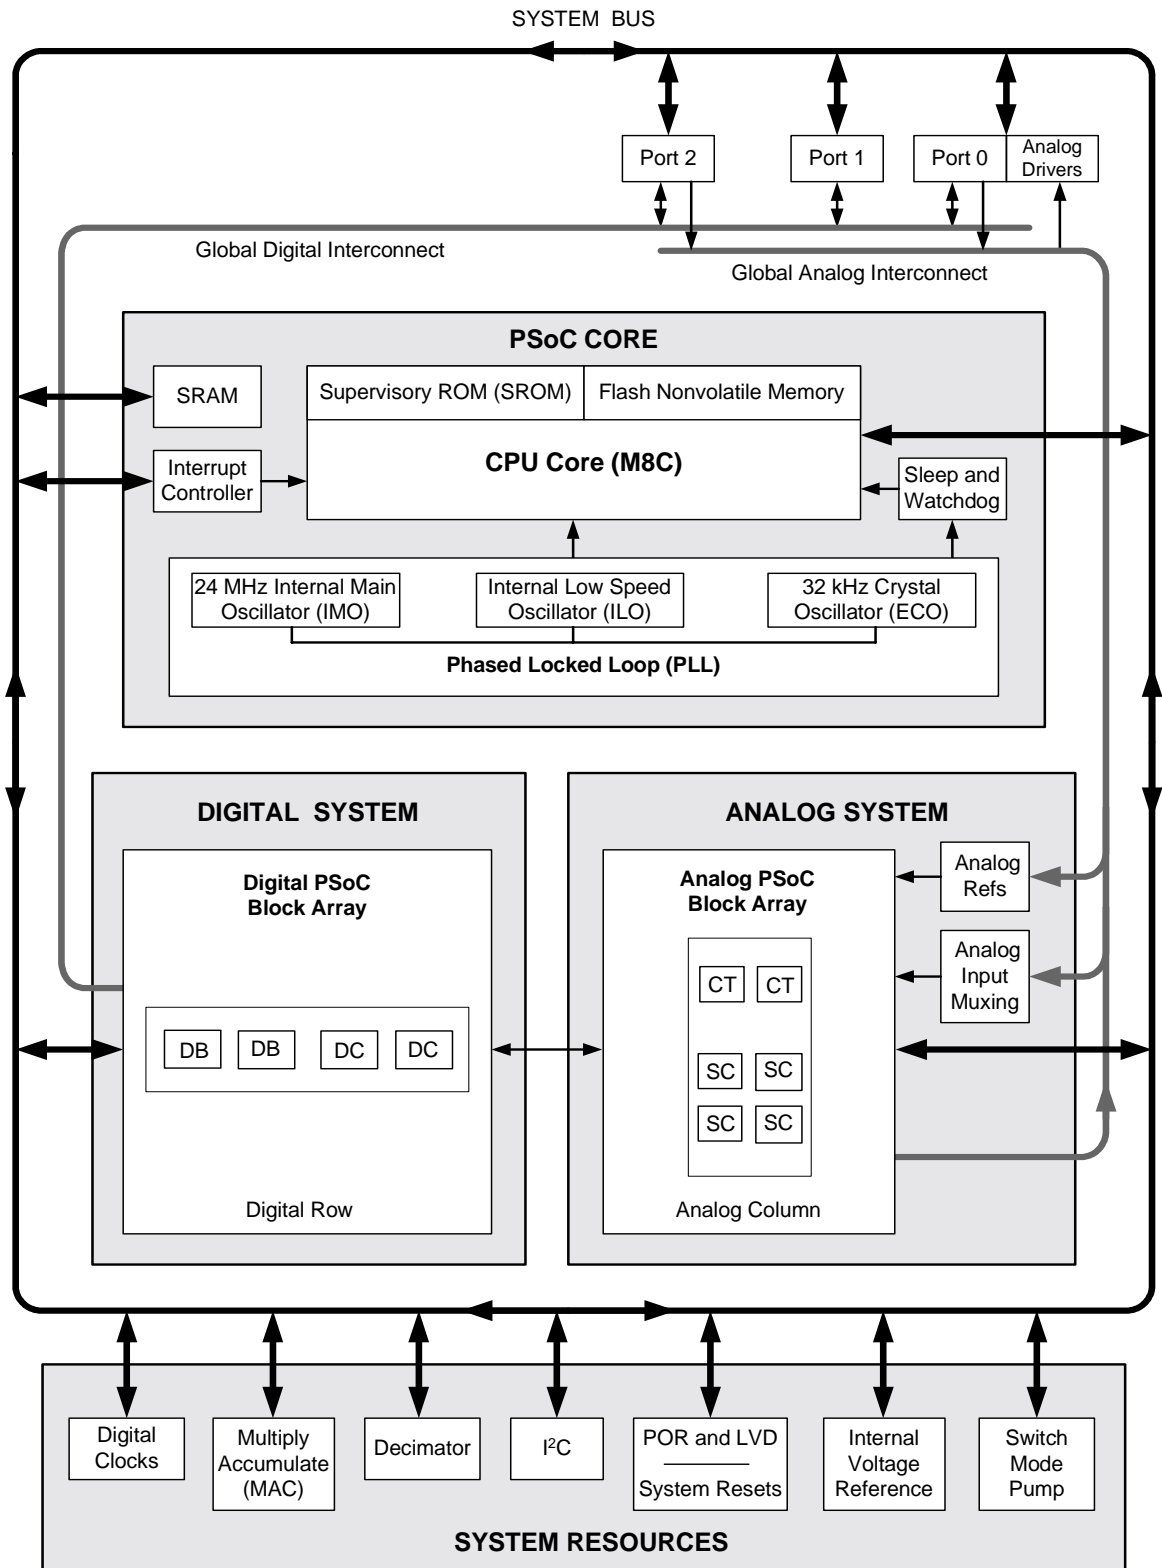 SYSTEM BUS
Port 2
Port 1
Port 0
Analog
Drivers
Global Digital Interconnect
Global Analog Interconnect
PSoC CORE
SRAM
Supervisory ROM (SROM)
Flash Nonvolatile Memory
CPU Core (M8C)
Interrupt
Controller
Sleep and
Watchdog
24 MHz Internal Main
Oscillator (IMO)
Internal Low Speed
Oscillator (ILO)
32 kHz Crystal
Oscillator (ECO)
Phased Locked Loop (PLL)
DIGITAL SYSTEM
Digital PSoC
Block Array
DB
DB
DC
DC
Digital Row
ANALOG SYSTEM
Analog PSoC
Block Array
CT
CT
SC
SC
SC
SC
Analog Column
Analog
Refs
Analog
Input
Muxing
Digital
Clocks
Multiply
Accumulate
(MAC)
Decimator
I²C
POR and LVD
System Resets
Internal
Voltage
Reference
Switch
Mode
Pump
SYSTEM RESOURCES